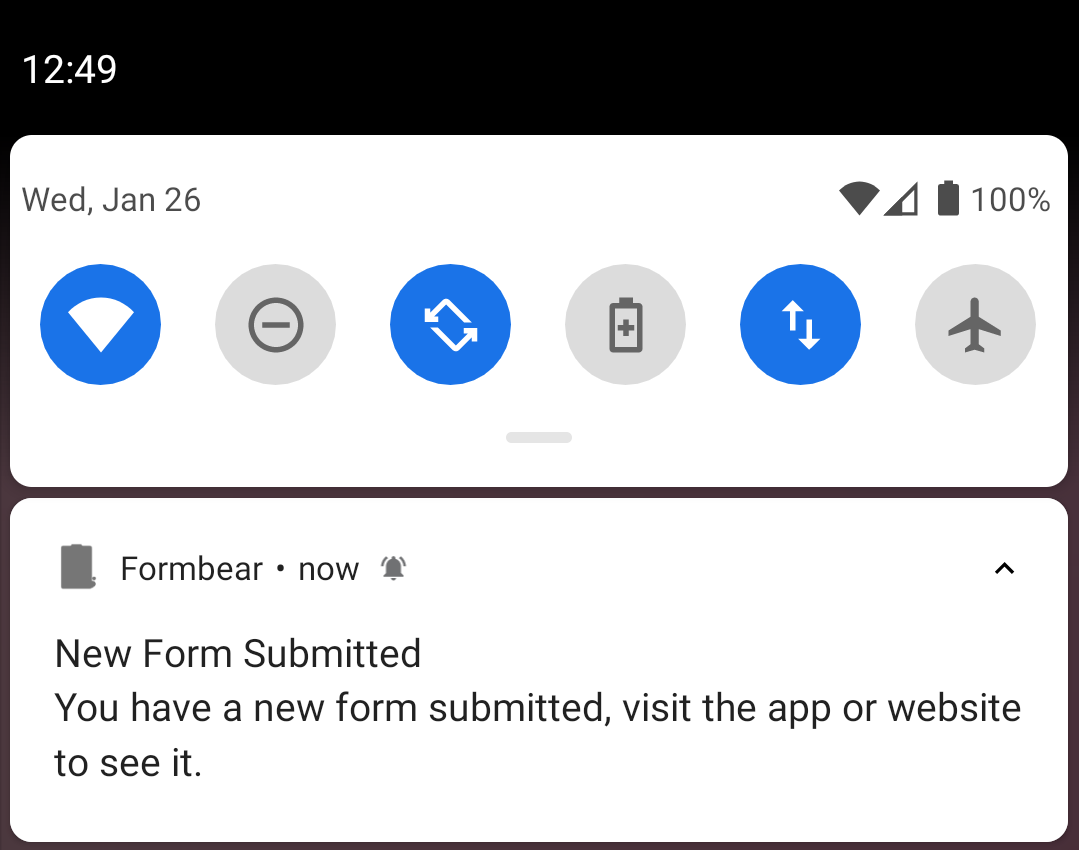 12:49
Wed, Jan 26 100%
Formbear • now
New Form Submitted
You have a new form submitted, visit the app or website
to see it.